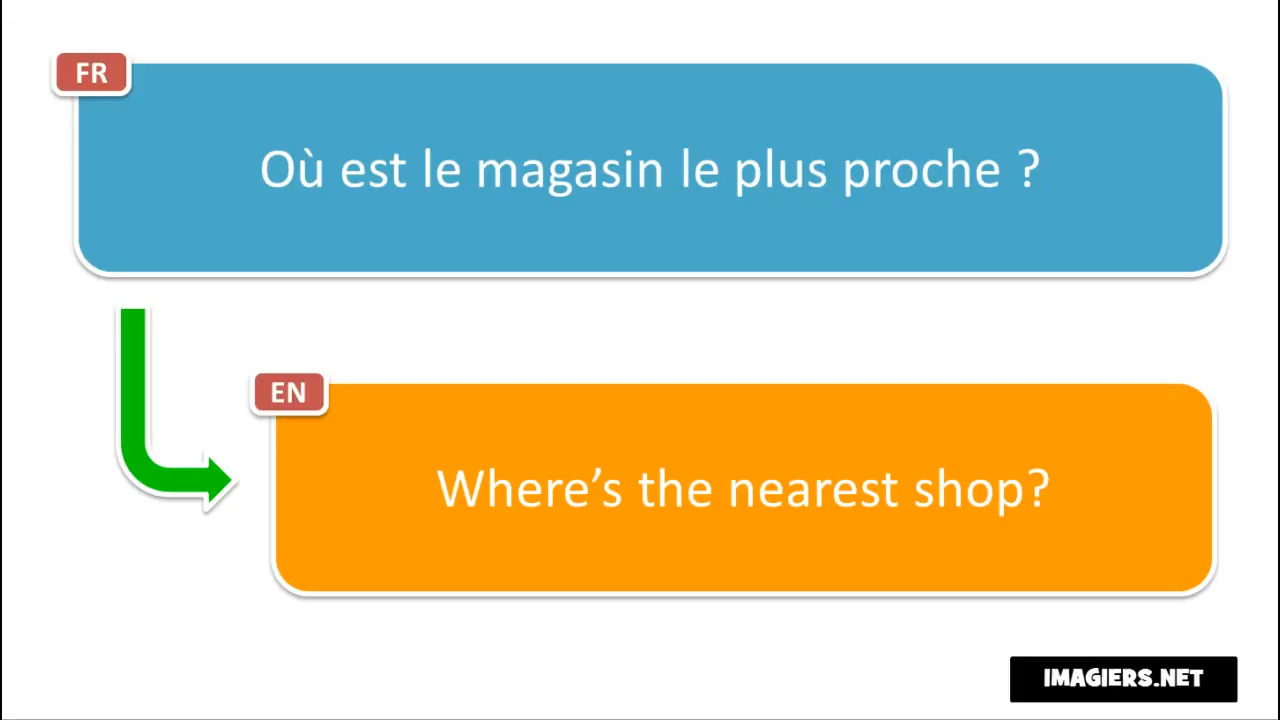 FR
Où est le magasin le plus proche ?
EN
Where’s the nearest shop?
IMAGIERS.NET